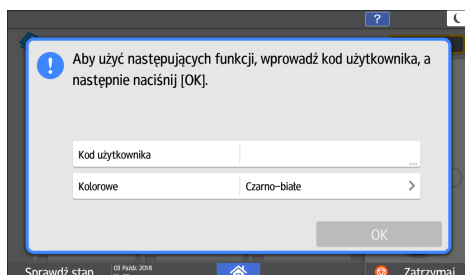 ?
Aby użyć następujących funkcji, wprowadź kod użytkownika, a
następnie naciśnij [OK].
Kod użytkownika
...
Kolorowe Czarno-białe >
OK
Sprawdź stan 03 Paźdz. 2018 Zatrzymaj